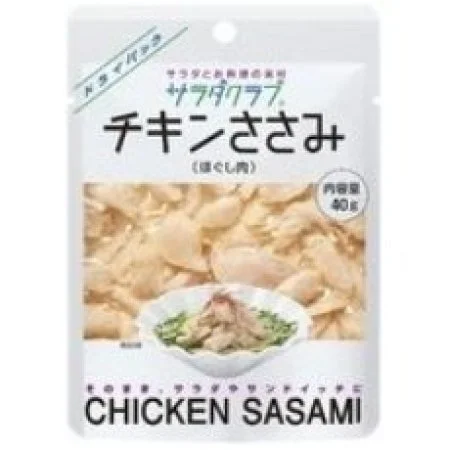 ドライパック
サラダとお料理の素材
サラダクラブ®
チキンささみ
(ほぐし肉)
内容量
40g
そのまま、サラダやサンドイッチに
CHICKEN SASAMI